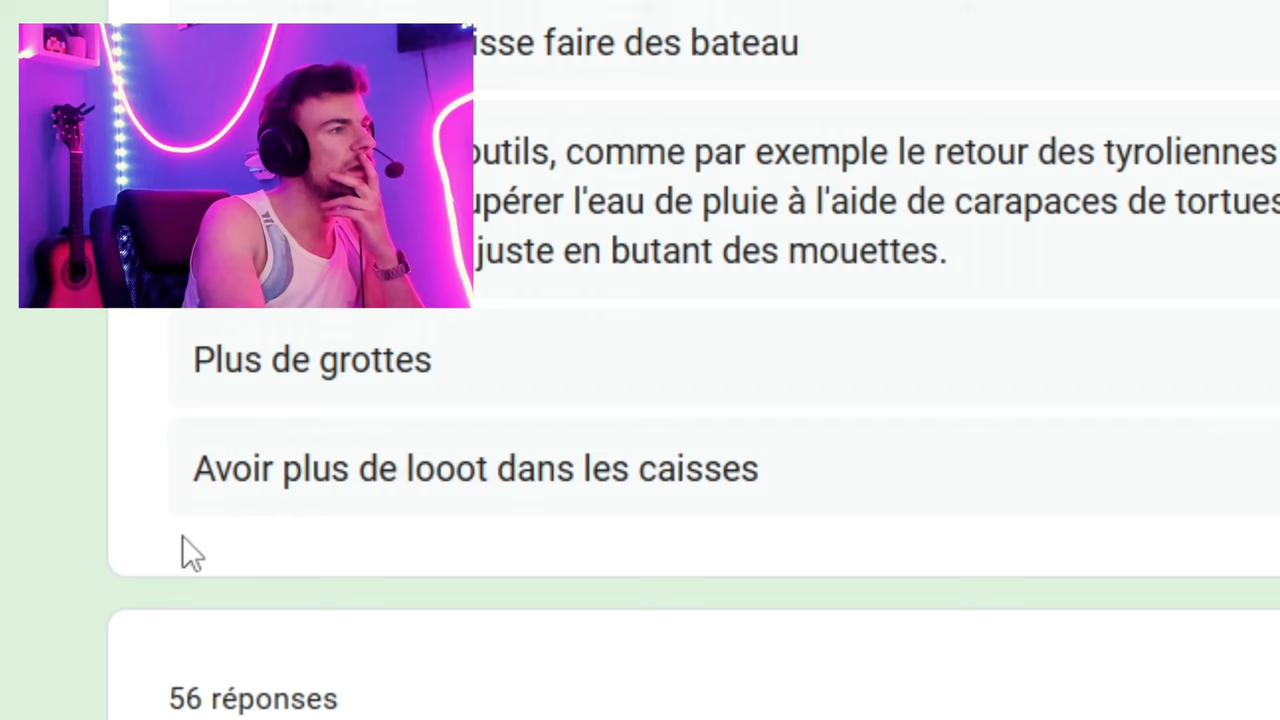 isse faire des bateau
outils, comme par exemple le retour des tyroliennes
l'eau de pluie à l'aide de carapaces de tortues
juste en butant des mouettes.
Plus de grottes
Avoir plus de looot dans les caisses
56 réponses